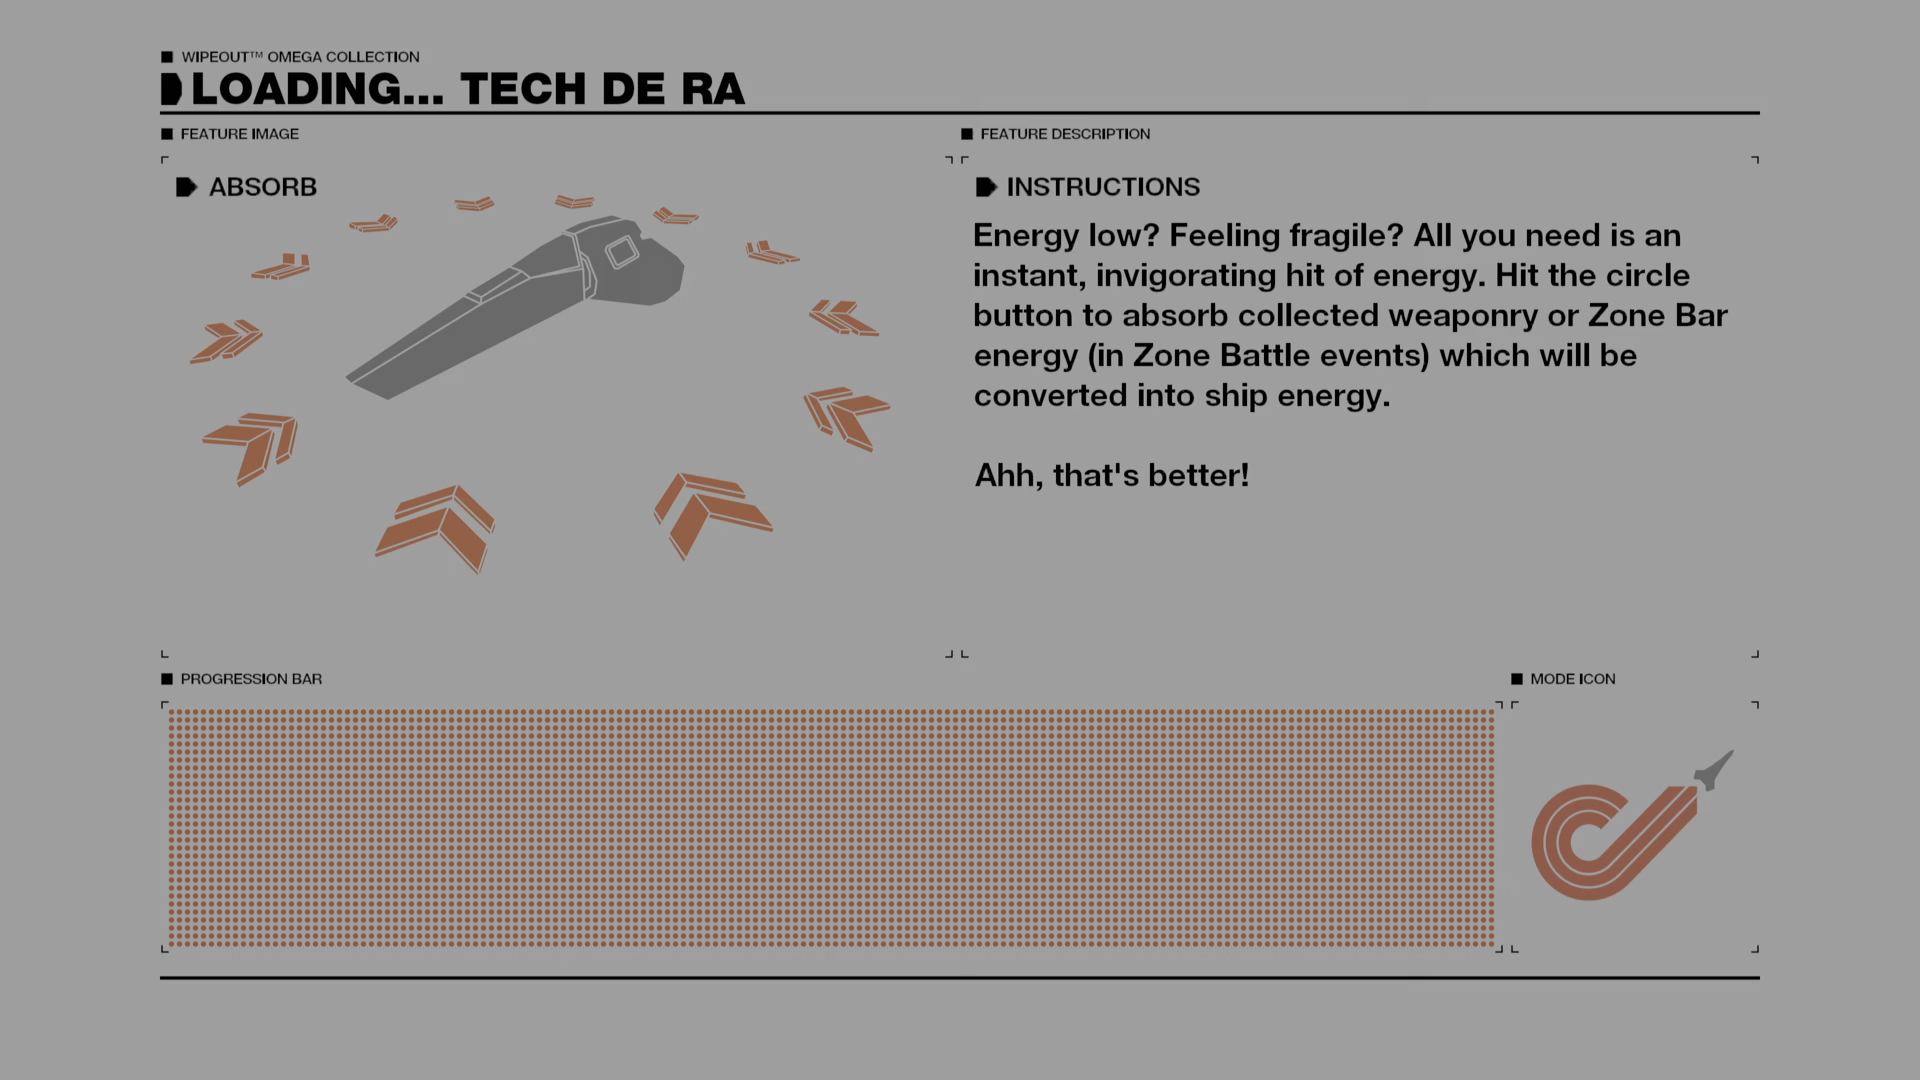 WIPEOUT™ OMEGA COLLECTION
LOADING... TECH DE RA
FEATURE IMAGE
ABSORB
FEATURE DESCRIPTION
INSTRUCTIONS
Energy low? Feeling fragile? All you need is an
instant, invigorating hit of energy. Hit the circle
button to absorb collected weaponry or Zone Bar
energy (in Zone Battle events) which will be
converted into ship energy.
Ahh, that's better!
PROGRESSION BAR
MODE ICON